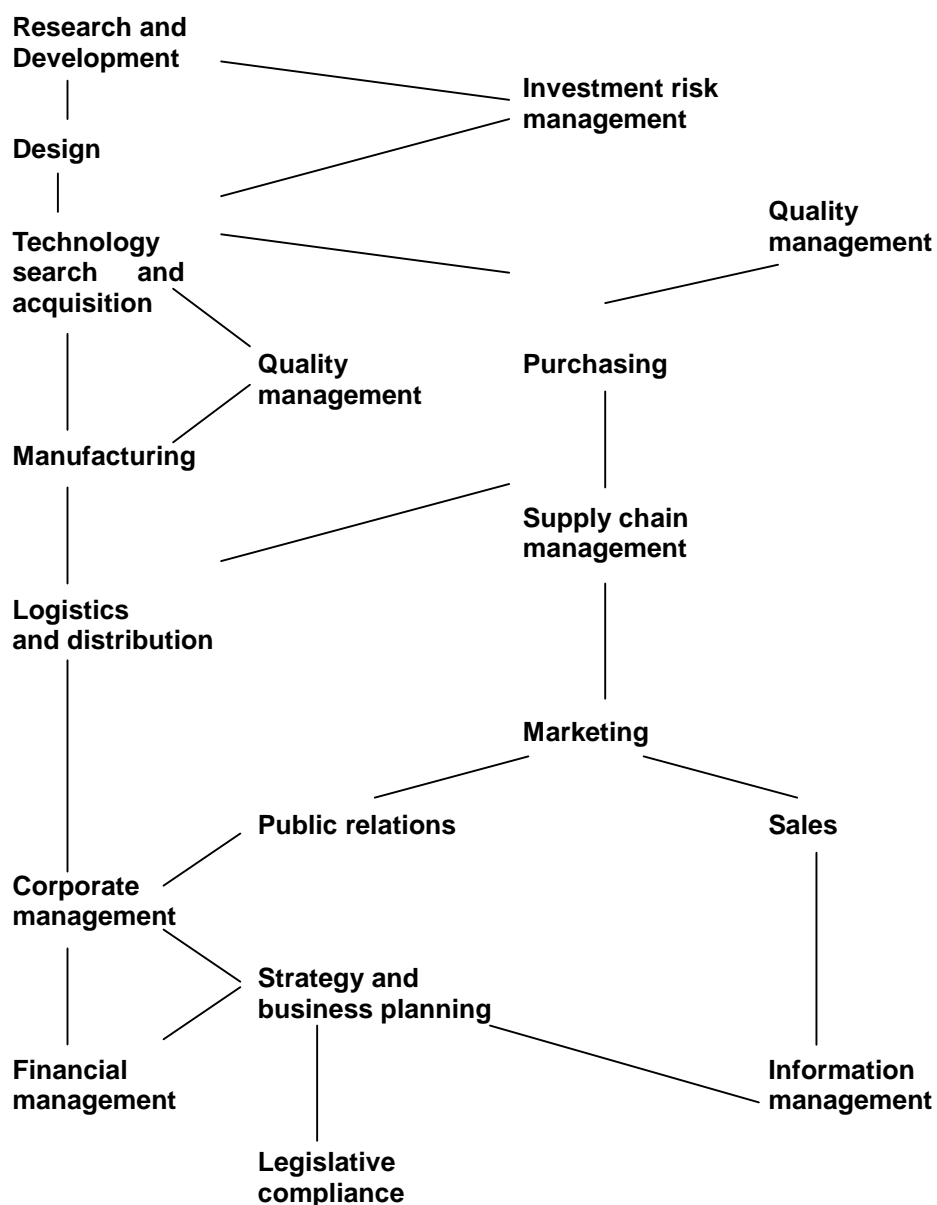 Research and
Development
Investment risk
management
Design
Quality
management
Technology
search and
acquisition
Quality
management
Purchasing
Manufacturing
Supply chain
management
Logistics
and distribution
Marketing
Public relations
Sales
Corporate
management
Strategy and
business planning
Financial
management
Information
management
Legislative
compliance